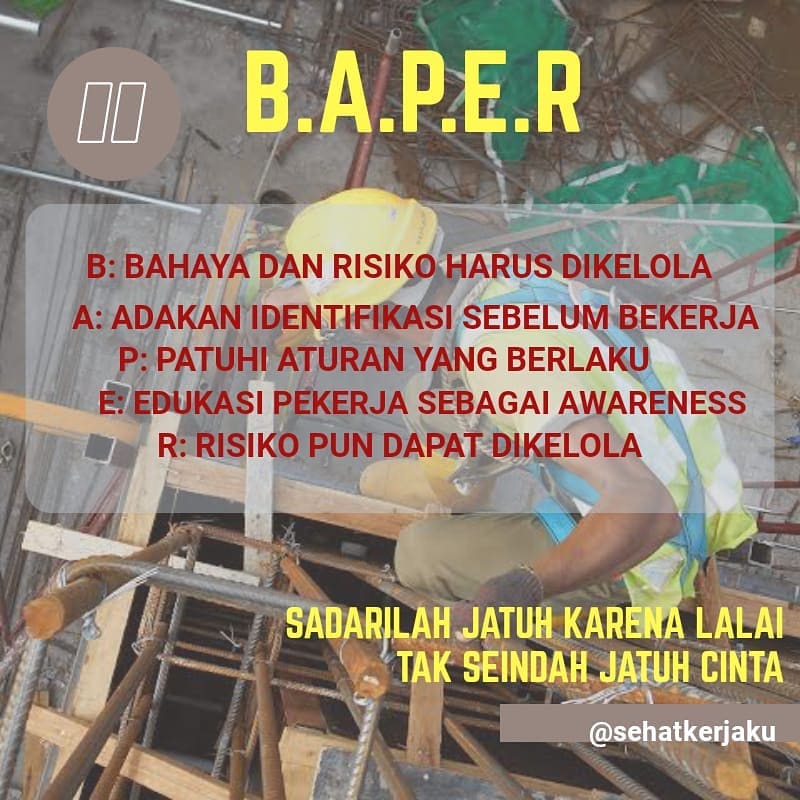 B.A.P.E.R
B: BAHAYA DAN RISIKO HARUS DIKELOLA
A: ADAKAN IDENTIFIKASI SEBELUM BEKERJA
P: PATUHI ATURAN YANG BERLAKU
E: EDUKASI PEKERJA SEBAGAI AWARENESS
R: RISIKO PUN DAPAT DIKELOLA
SADARILAH JATUH KARENA LALAI
TAK SEINDAH JATUH CINTA
@sehatkerjaku